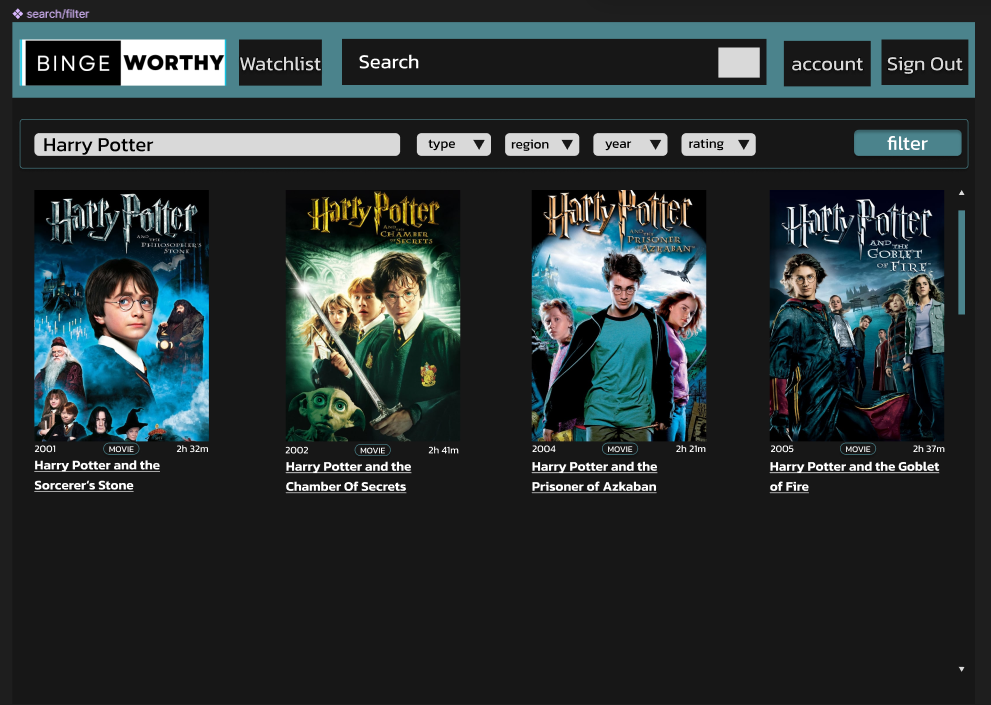 search/filter
BINGE WORTHY
Watchlist
Search
account
Sign Out
Harry Potter
type
region
year
rating
filter
Harry Potter
AND THE
PHILOSOPHER'S
STONE
Harry Potter
AND THE
CHAMBER
OF SECRETS
Harry Potter
AND THE
PRISONER
OF AZKABAN
Harry Potter
AND THE
GOBLET
OF FIRE
2001 MOVIE 2h 32m
Harry Potter and the
Sorcerer's Stone
2002 MOVIE 2h 41m
Harry Potter and the
Chamber Of Secrets
2004 MOVIE 2h 21m
Harry Potter and the
Prisoner of Azkaban
2005 MOVIE 2h 37m
Harry Potter and the Goblet
of Fire